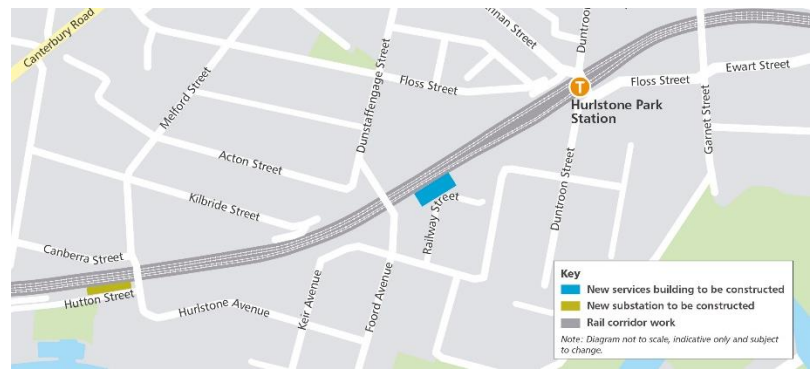 Canterbury Road
Melford Street
Dunstaffengage Street
Floss Street
Duntroo
T
Hurlstone Park
Station
Floss Street
Ewart Street
Garnet Street
Acton Street
Kilbride Street
Railway Street
Duntroon Street
Canberra Street
Hutton Street
Hurlstone Avenue
Keir Avenue
Foord Avenue
Key
New services building to be constructed
New substation to be constructed
Rail corridor work
Note: Diagram not to scale, indicative only and subject
to change.